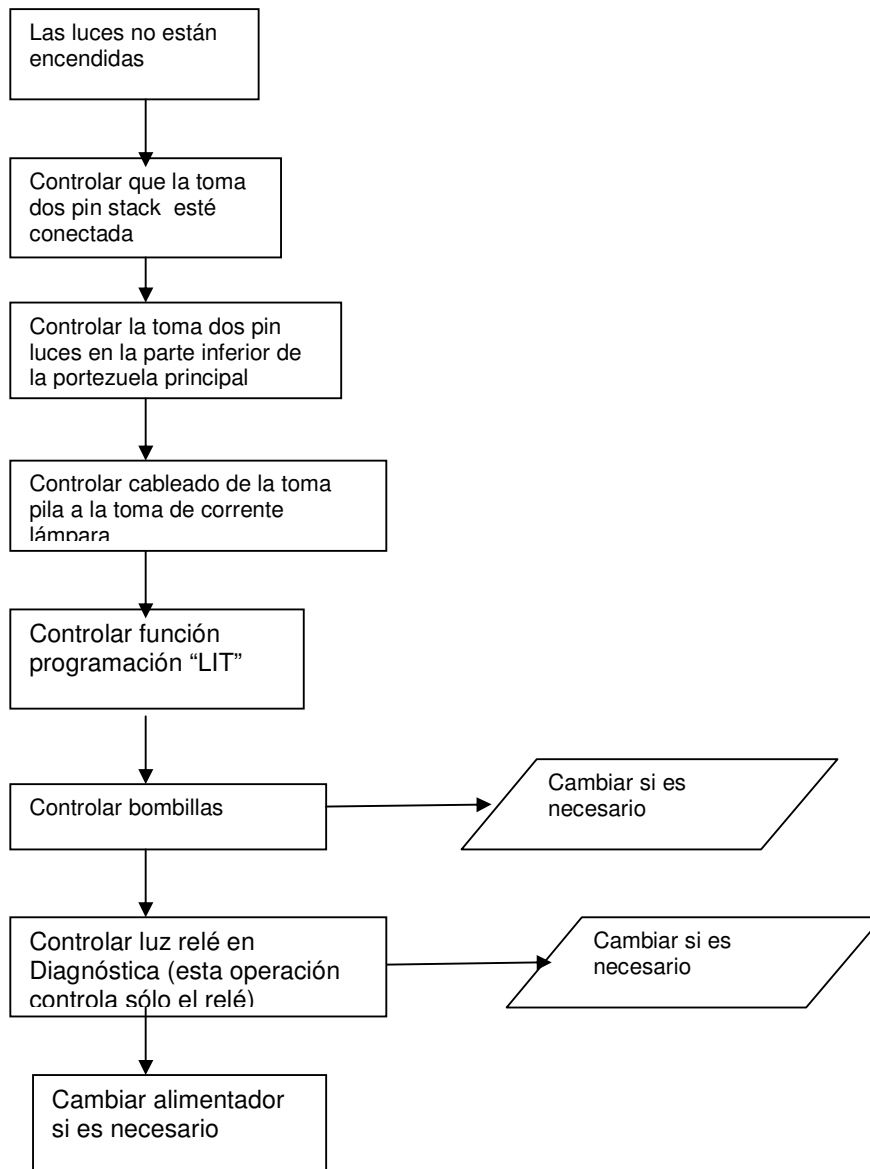 Las luces no están
encendidas
Controlar que la toma
dos pin stack esté
conectada
Controlar la toma dos pin
luces en la parte inferior de
la portezuela principal
Controlar cableado de la toma
pila a la toma de corrente
lámpara
Controlar función
programación “LIT”
Controlar bombillas
Cambiar si es
necesario
Controlar luz relé en
Diagnóstica (esta operación
controla sólo el relé)
Cambiar si es
necesario
Cambiar alimentador
si es necesario